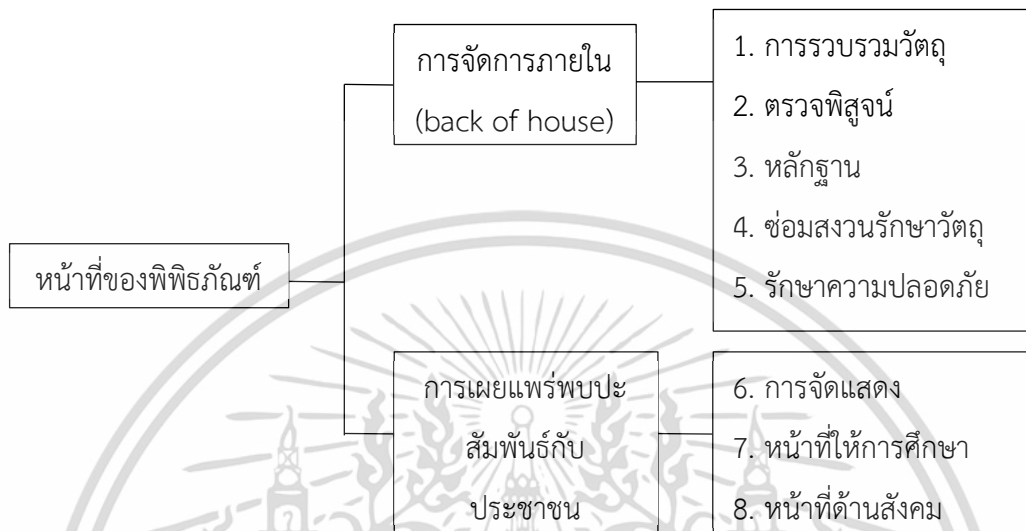 หน้าที่ของพิพิธภัณฑ์
การจัดการภายใน
(back of house)
1. การรวบรวมวัตถุ
2. ตรวจพิสูจน์
3. หลักฐาน
4. ซ่อมสงวนรักษาวัตถุ
5. รักษาความปลอดภัย
การเผยแพร่พบปะ
สัมพันธ์กับ
ประชาชน
6. การจัดแสดง
7. หน้าที่ให้การศึกษา
8. หน้าที่ด้านสังคม